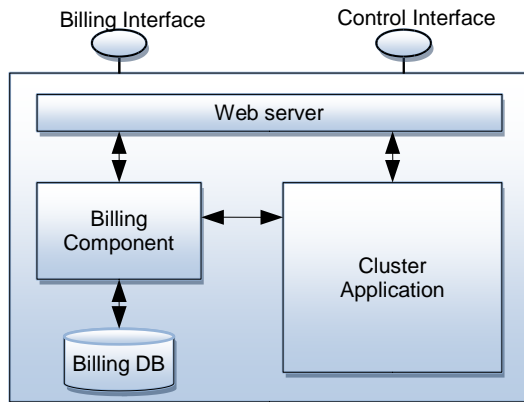 Billing Interface
Control Interface
Web server
Billing
Component
Cluster
Application
Billing DB